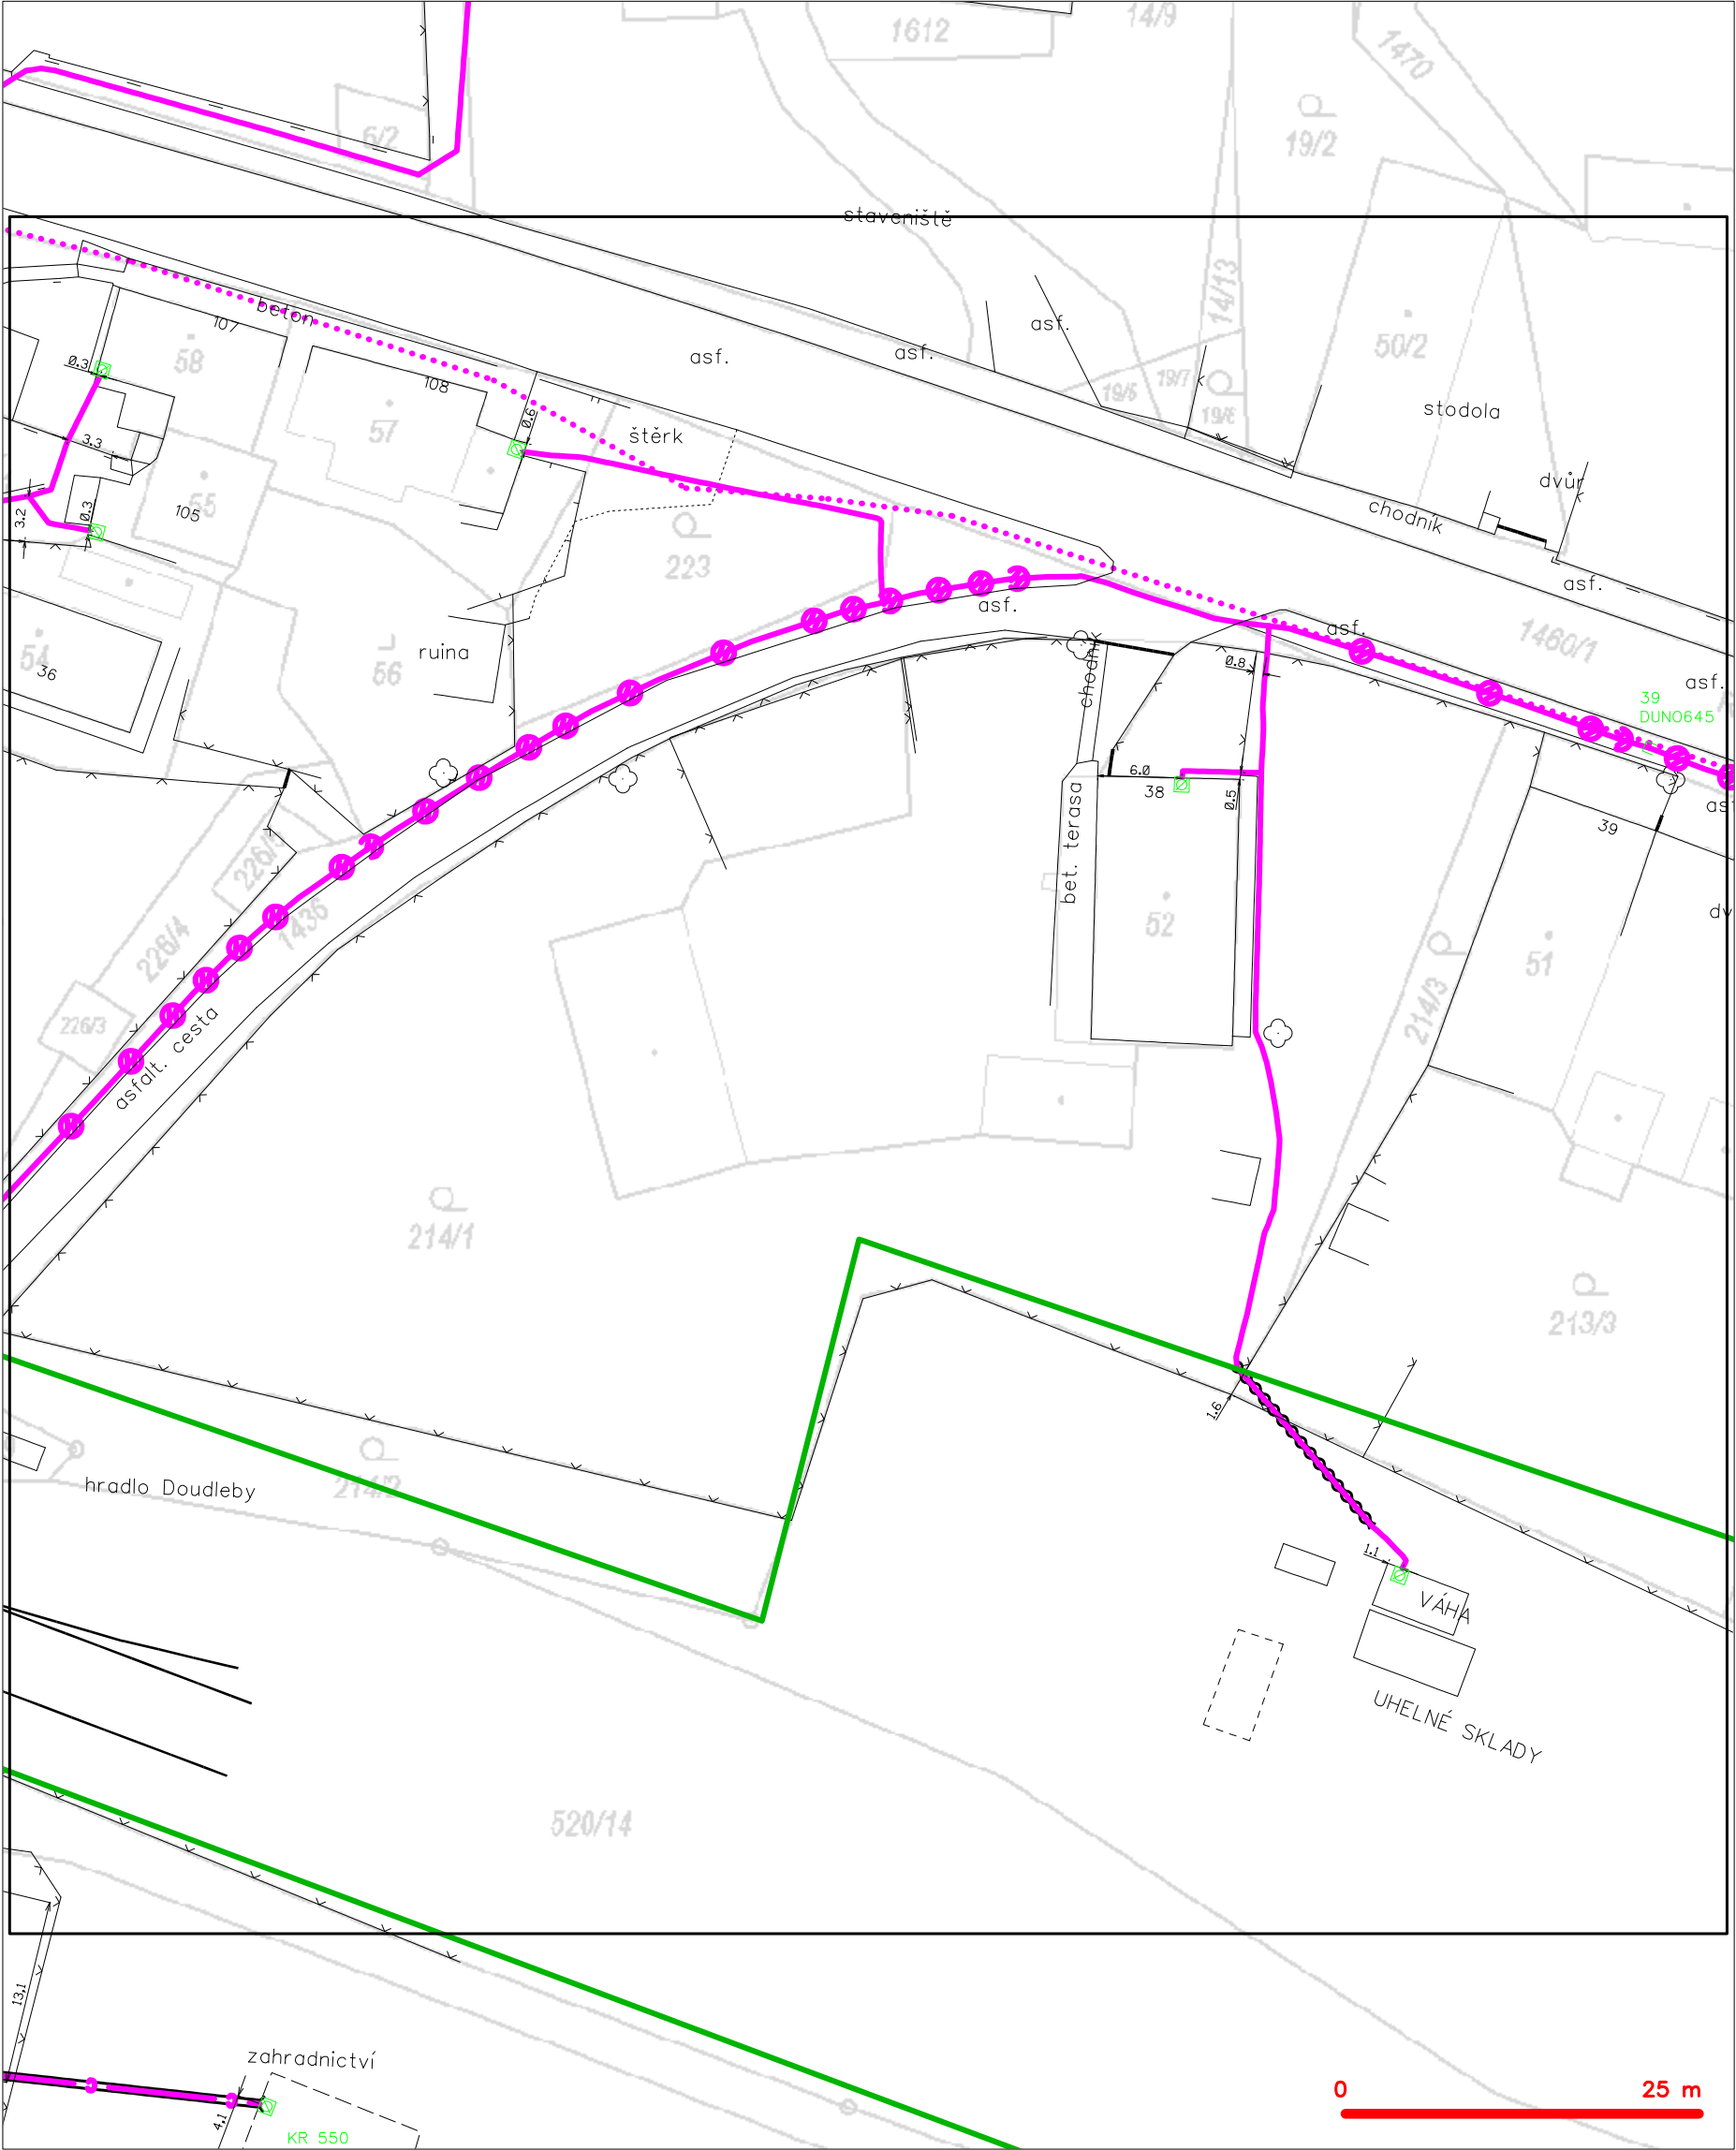 1612
14/9
1470
6/2
19/2
staveniště
14/13
beton
107
58
asf.
asf.
asf.
50/2
0.3
108
57
19/7
19/6
stodola
0.6
štěrk
3.3
55
105
dvůr
chodník
3.2
0.3
223
asf.
asf.
asf.
1460/1
ruina
54
36
56
chodník
0.8
asf.
39
DUNO645
6.0
38
0.5
bet. terasa
39
226/4
1436
52
51
214/3
226/3
asfalt. cesta
214/1
213/3
1.6
hradlo Doudleby
214/2
1.1
VÁHA
UHELNÉ SKLADY
520/14
13.1
zahradnictví
4.1
KR 550
0
25 m